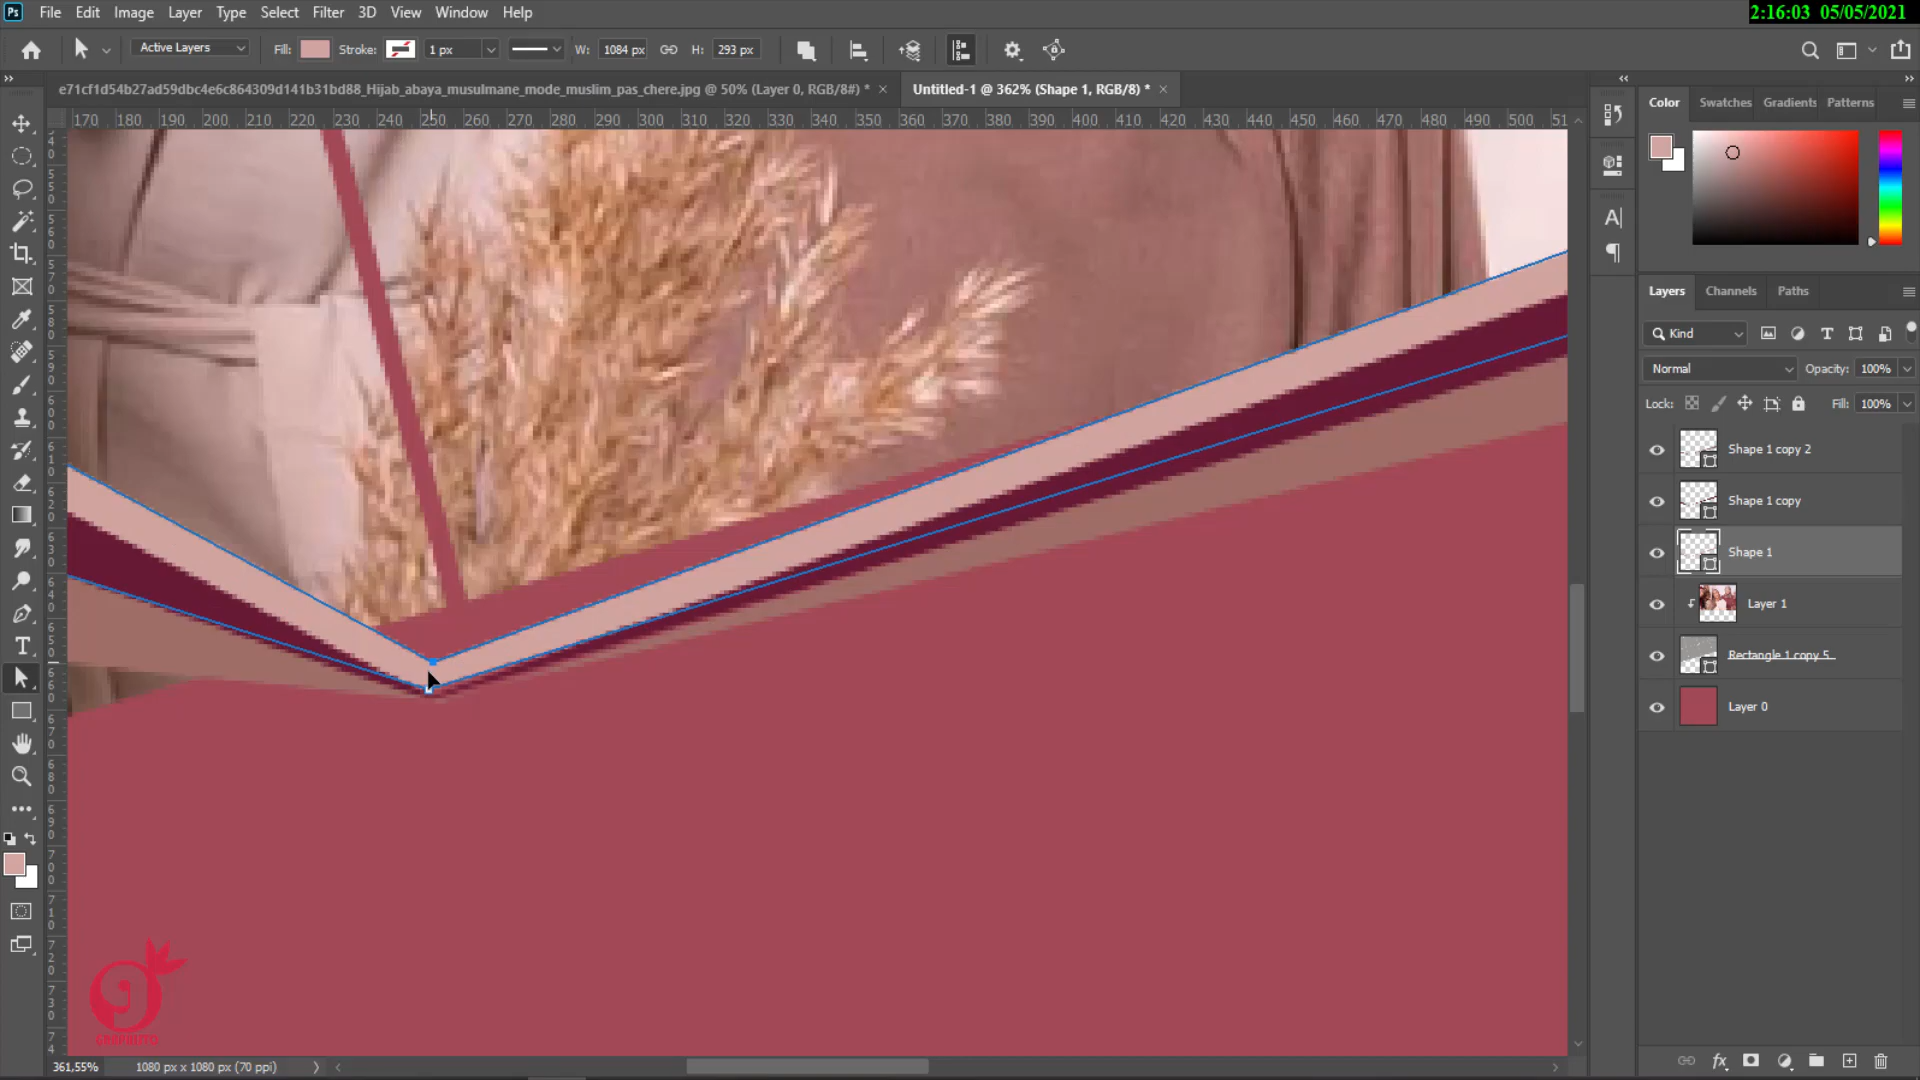 Ps File Edit Image Layer Type Select Filter 3D View Window Help
2:16:03 05/05/2021
Active Layers Fill: Stroke: 1 px W: 1084 px H: 293 px
e71cf1d54b27ad59dbc4e6c864309d141b31bd88_Hijab_abaya_musulmane_mode_muslim_pas_chere.jpg @ 50% (Layer 0, RGB/8#) * ×
Untitled-1 @ 362% (Shape 1, RGB/8) * ×
170 180 190 200 210 220 230 240 250 260 270 280 290 300 310 320 330 340 350 360 370 380 390 400 410 420 430 440 450 460 470 480 490 500 51
Color Swatches Gradients Patterns
Layers Channels Paths
Kind
Normal Opacity: 100%
Lock: Fill: 100%
Shape 1 copy 2
Shape 1 copy
Shape 1
Layer 1
Rectangle 1 copy 5
Layer 0
361,55% 1080 px x 1080 px (70 ppi)